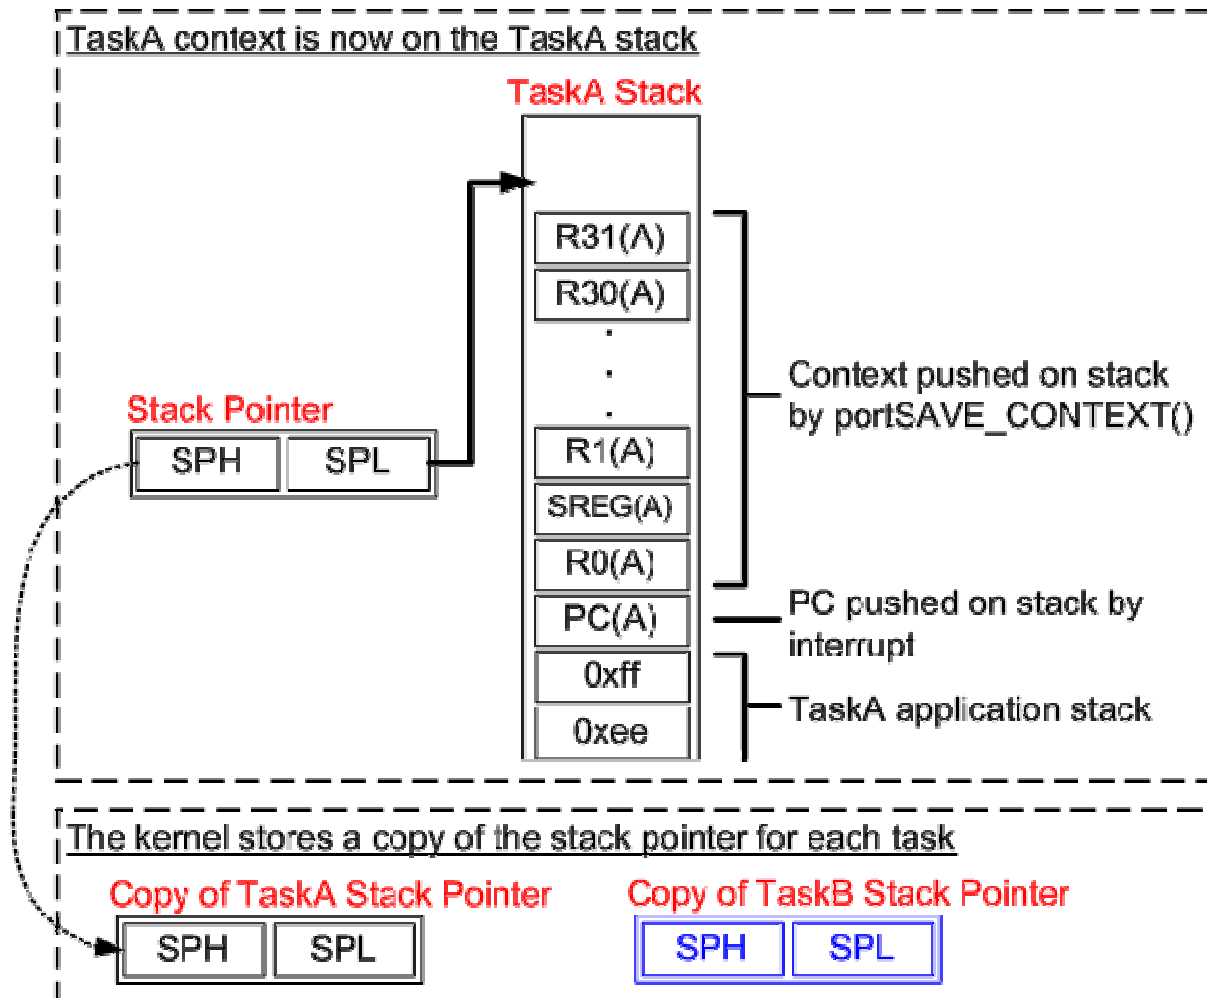 TaskA context is now on the TaskA stack
TaskA Stack
R31(A)
R30(A)
Context pushed on stack
by portSAVE_CONTEXT()
Stack Pointer
SPH
SPL
R1(A)
SREG(A)
R0(A)
PC(A)
PC pushed on stack by
interrupt
0xff
TaskA application stack
0xee
The kernel stores a copy of the stack pointer for each task
Copy of TaskA Stack Pointer
SPH
SPL
Copy of TaskB Stack Pointer
SPH
SPL